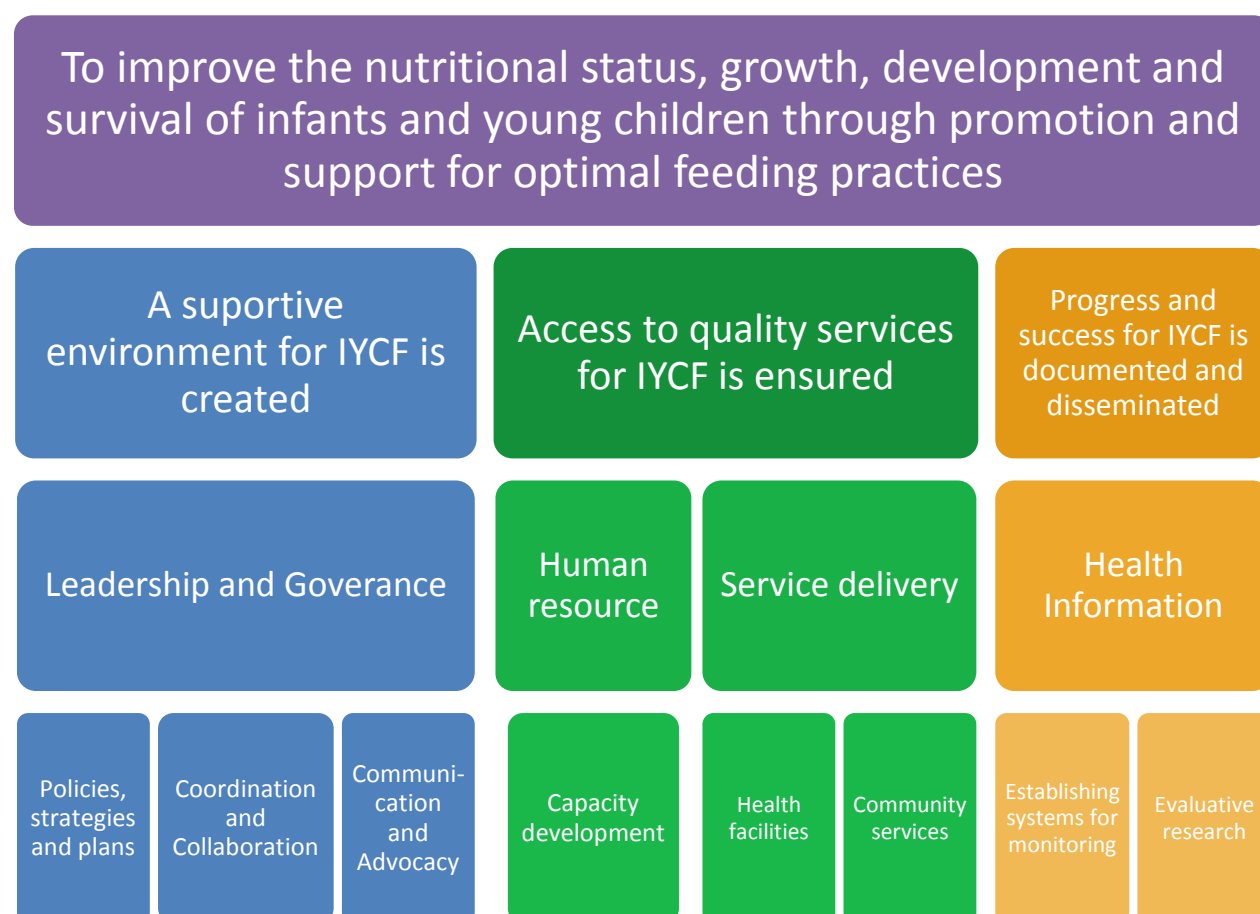 To improve the nutritional status, growth, development and
survival of infants and young children through promotion and
support for optimal feeding practices
A suportive
environment for IYCF is
created
Access to quality services
for IYCF is ensured
Progress and
success for IYCF is
documented and
disseminated
Leadership and Goverance
Human
resource
Service delivery
Health
Information
Policies,
strategies
and plans
Coordination
and
Collaboration
Communi-
cation
and
Advocacy
Capacity
development
Health
facilities
Community
services
Establishing
systems for
monitoring
Evaluative
research